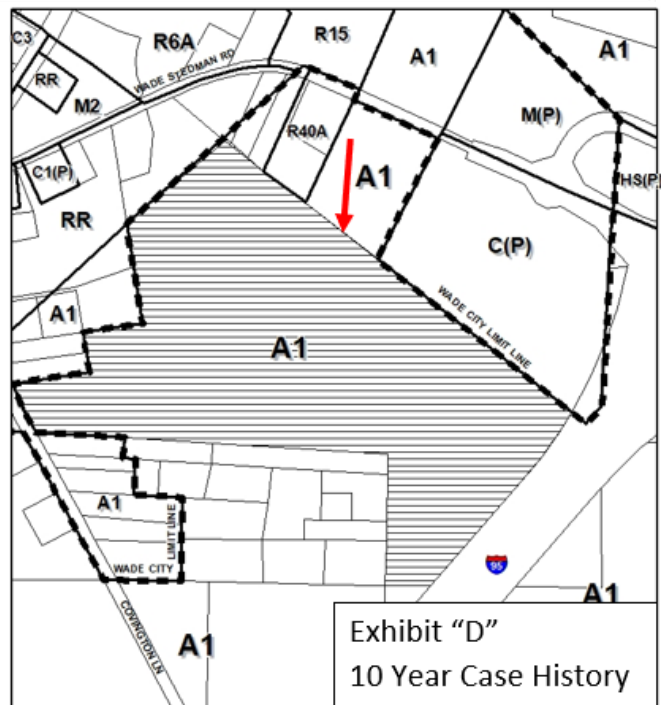 C3
R6A
R15
A1
A1
RR
WADE STEDMAN RD
M2
M(P)
R40A
C1(P)
A1
HS(P)
RR
C(P)
WADE CITY LIMIT LINE
A1
A1
A1
LIMIT LINE
WADE CITY
95
A1
COVINGTON LN
A1
Exhibit “D”
10 Year Case History